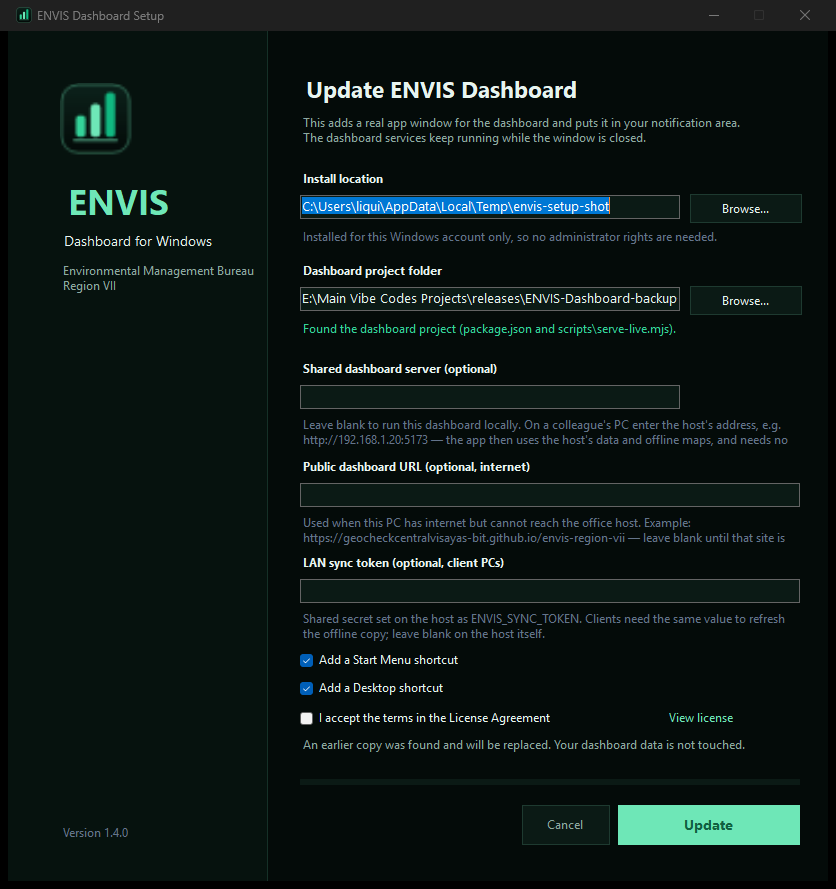 ENVIS Dashboard Setup
ENVIS
Dashboard for Windows
Environmental Management Bureau
Region VII
Version 1.4.0
Update ENVIS Dashboard
This adds a real app window for the dashboard and puts it in your notification area.
The dashboard services keep running while the window is closed.
Install location
C:\Users\liqui\AppData\Local\Temp\envis-setup-shot
Browse...
Installed for this Windows account only, so no administrator rights are needed.
Dashboard project folder
E:\Main Vibe Codes Projects\releases\ENVIS-Dashboard-backup
Browse...
Found the dashboard project (package.json and scripts\serve-live.mjs).
Shared dashboard server (optional)
Leave blank to run this dashboard locally. On a colleague's PC enter the host's address, e.g.
http://192.168.1.20:5173 — the app then uses the host's data and offline maps, and needs no
Public dashboard URL (optional, internet)
Used when this PC has internet but cannot reach the office host. Example:
https://geocheckcentralvisayas-bit.github.io/envis-region-vii — leave blank until that site is
LAN sync token (optional, client PCs)
Shared secret set on the host as ENVIS_SYNC_TOKEN. Clients need the same value to refresh
the offline copy; leave blank on the host itself.
Add a Start Menu shortcut
Add a Desktop shortcut
I accept the terms in the License Agreement
View license
An earlier copy was found and will be replaced. Your dashboard data is not touched.
Cancel
Update